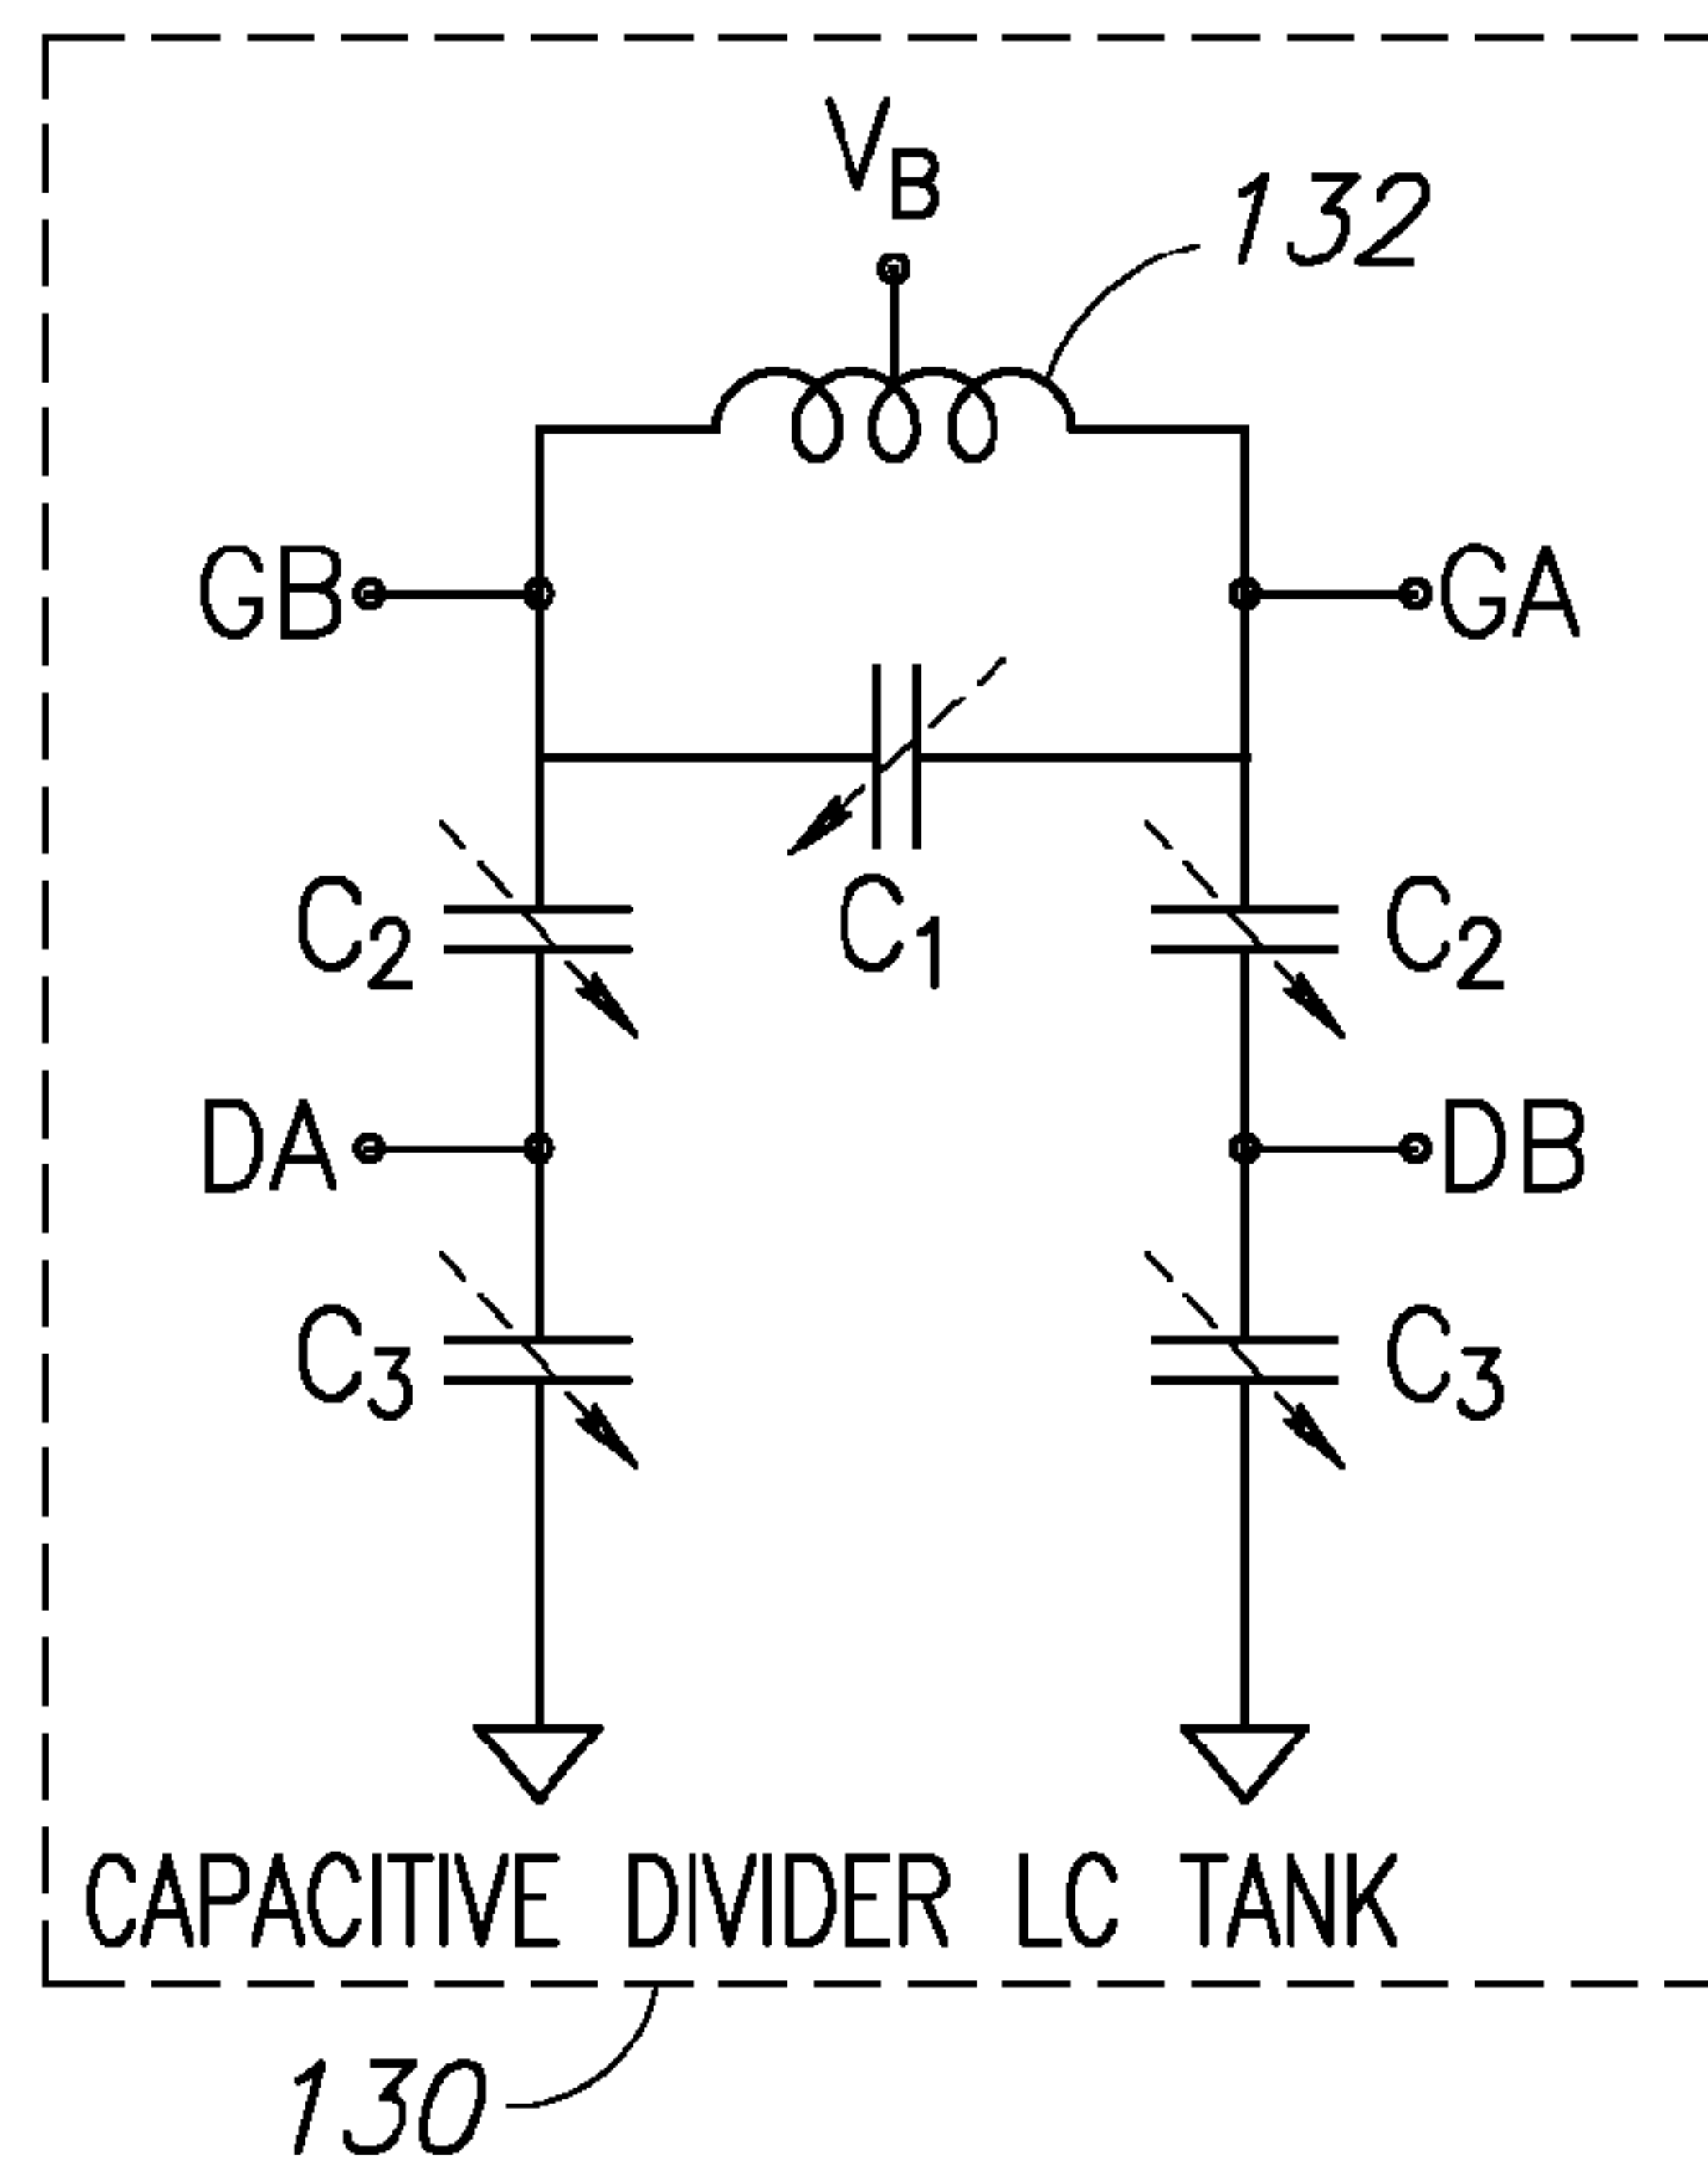 VB
132
GB
GA
C2
C1
C2
DA
DB
C3
C3
CAPACITIVE DIVIDER LC TANK
130